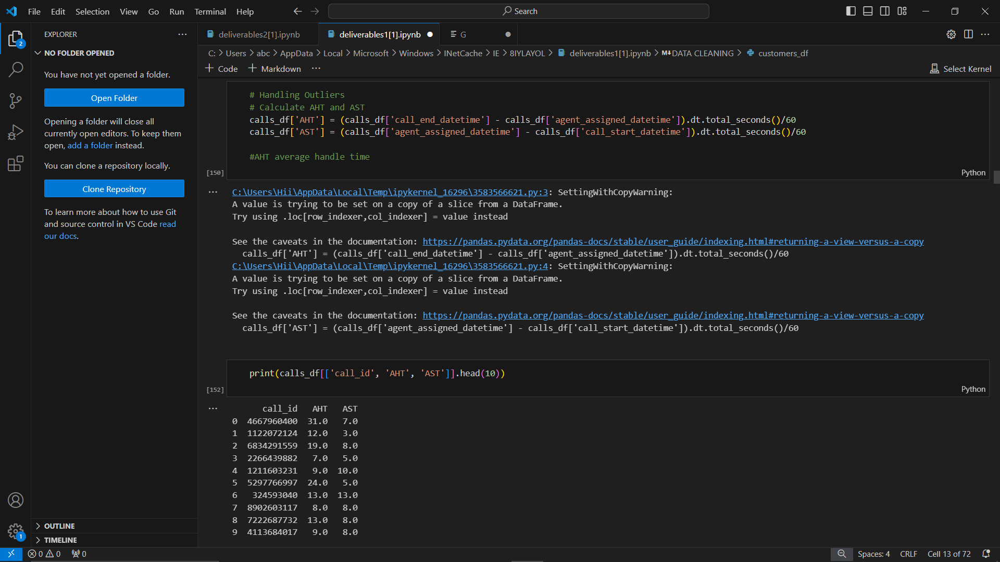 File Edit Selection View Go Run Terminal Help
Search
EXPLORER
NO FOLDER OPENED
You have not yet opened a folder.
Open Folder
Opening a folder will close all
currently open editors. To keep them
open, add a folder instead.
You can clone a repository locally.
Clone Repository
To learn more about how to use Git
and source control in VS Code read
our docs.
OUTLINE
TIMELINE
2
1
deliverables2[1].ipynb
deliverables1[1].ipynb
G
C: > Users > abc > AppData > Local > Microsoft > Windows > INetCache > IE > 8IYLAYOL > deliverables1[1].ipynb > M↓DATA CLEANING > customers_df
+ Code + Markdown ...
Select Kernel
# Handling Outliers
# Calculate AHT and AST
calls_df['AHT'] = (calls_df['call_end_datetime'] - calls_df['agent_assigned_datetime']).dt.total_seconds()/60
calls_df['AST'] = (calls_df['agent_assigned_datetime'] - calls_df['call_start_datetime']).dt.total_seconds()/60
#AHT average handle time
[150]
Python
C:\Users\Hii\AppData\Local\Temp\ipykernel_16296\3583566621.py:3: SettingWithCopyWarning:
A value is trying to be set on a copy of a slice from a DataFrame.
Try using .loc[row_indexer,col_indexer] = value instead
See the caveats in the documentation: https://pandas.pydata.org/pandas-docs/stable/user_guide/indexing.html#returning-a-view-versus-a-copy
calls_df['AHT'] = (calls_df['call_end_datetime'] - calls_df['agent_assigned_datetime']).dt.total_seconds()/60
C:\Users\Hii\AppData\Local\Temp\ipykernel_16296\3583566621.py:4: SettingWithCopyWarning:
A value is trying to be set on a copy of a slice from a DataFrame.
Try using .loc[row_indexer,col_indexer] = value instead
See the caveats in the documentation: https://pandas.pydata.org/pandas-docs/stable/user_guide/indexing.html#returning-a-view-versus-a-copy
calls_df['AST'] = (calls_df['agent_assigned_datetime'] - calls_df['call_start_datetime']).dt.total_seconds()/60
print(calls_df[['call_id', 'AHT', 'AST']].head(10))
[152]
Python
call_id AHT AST
0 4667960400 31.0 7.0
1 1122072124 12.0 3.0
2 6834291559 19.0 8.0
3 2266439882 7.0 5.0
4 1211603231 9.0 10.0
5 5297766997 24.0 5.0
6 324593040 13.0 13.0
7 8902603117 8.0 8.0
8 7222687732 13.0 8.0
9 4113684017 9.0 8.0
0 0 0
Spaces: 4 CRLF Cell 13 of 72